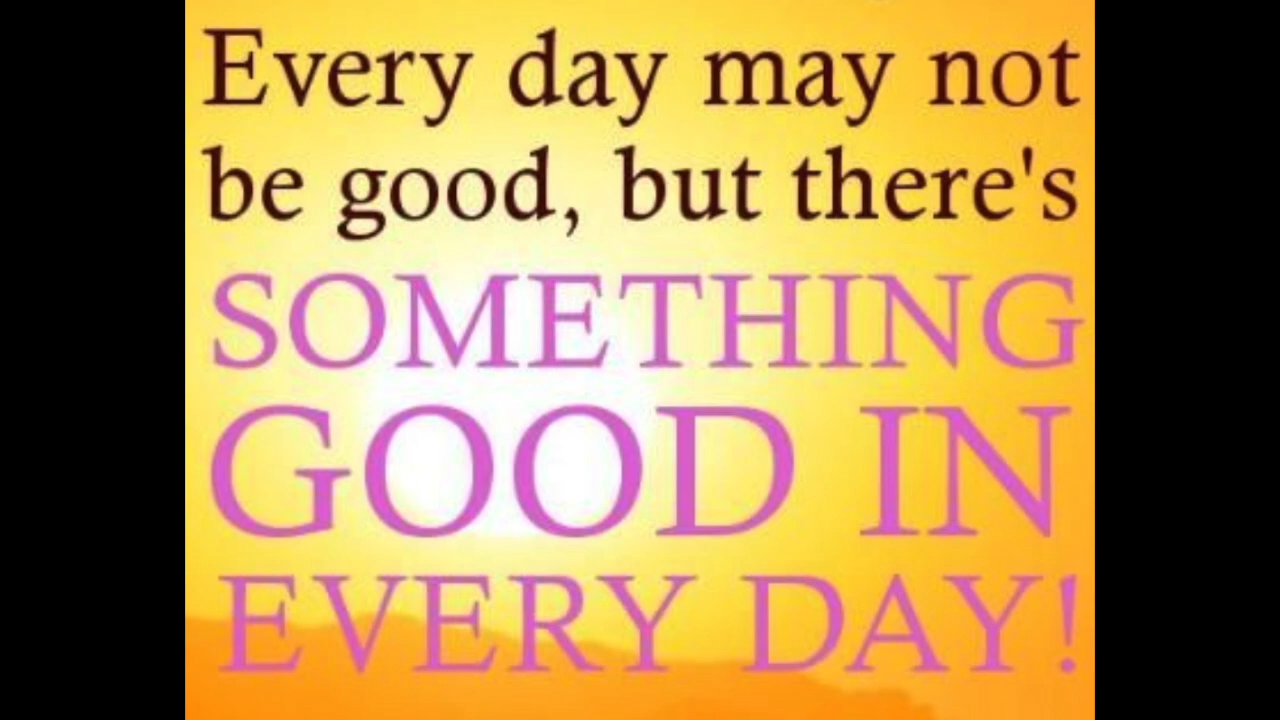 Every day may not
be good, but there's
SOMETHING
GOOD IN
EVERY DAY!